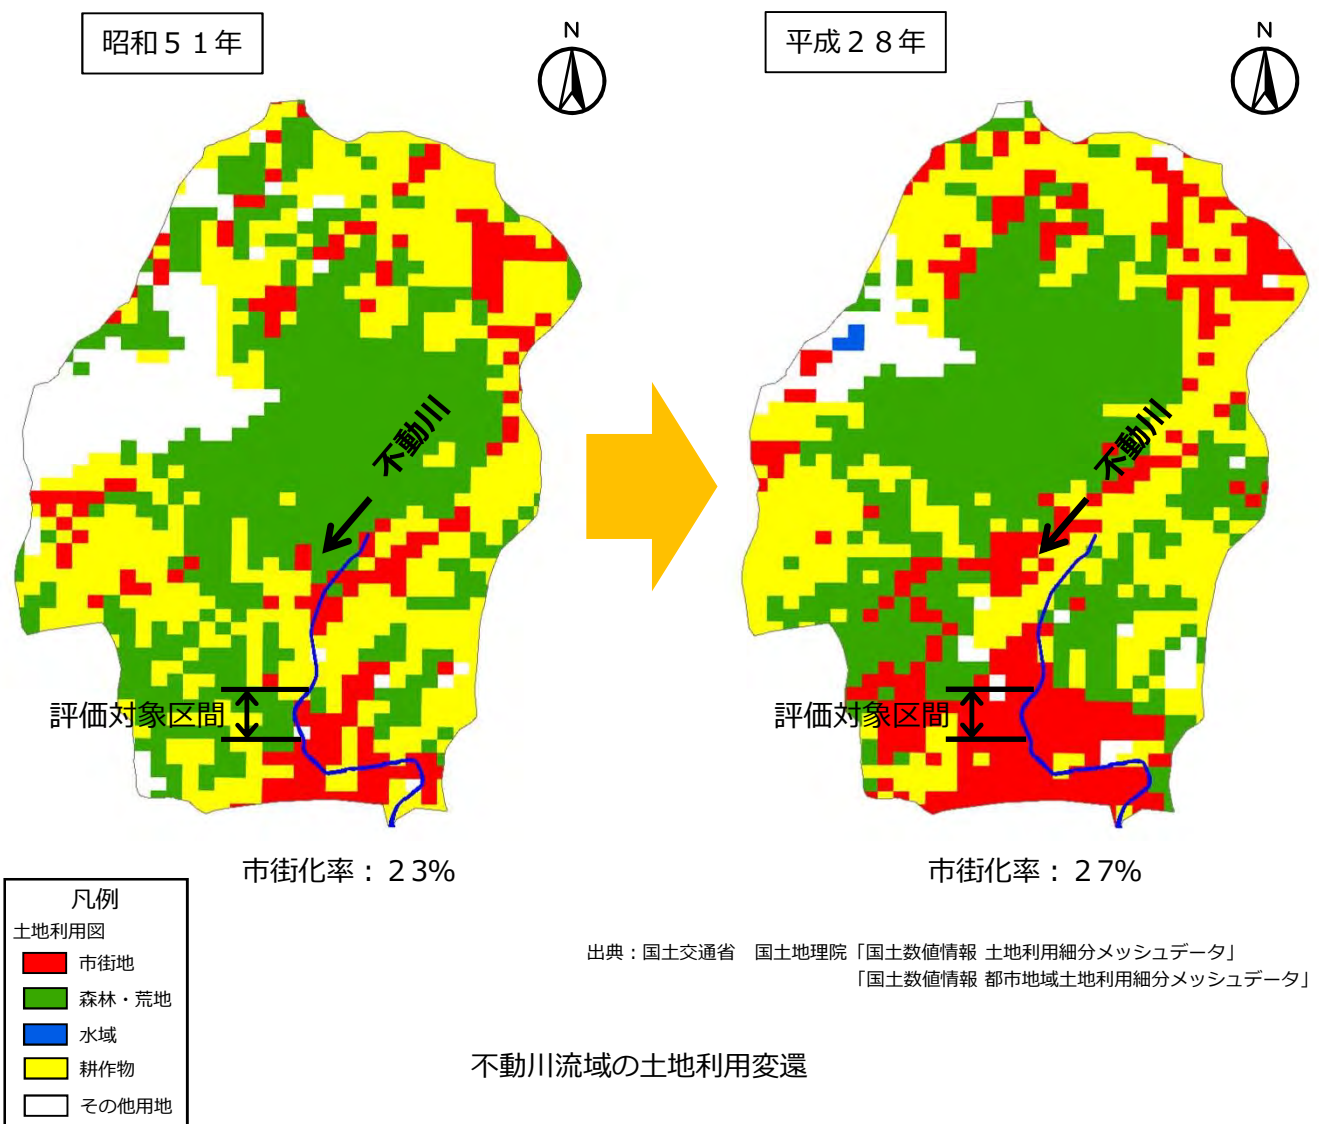 昭和５１年
平成２８年
N
N
不動川
不動川
評価対象区間
評価対象区間
市街化率：２３%
市街化率：２７%
凡例
土地利用図
市街地
森林・荒地
水域
耕作物
その他用地
出典：国土交通省　国土地理院「国土数値情報 土地利用細分メッシュデータ」
「国土数値情報 都市地域土地利用細分メッシュデータ」
不動川流域の土地利用変還